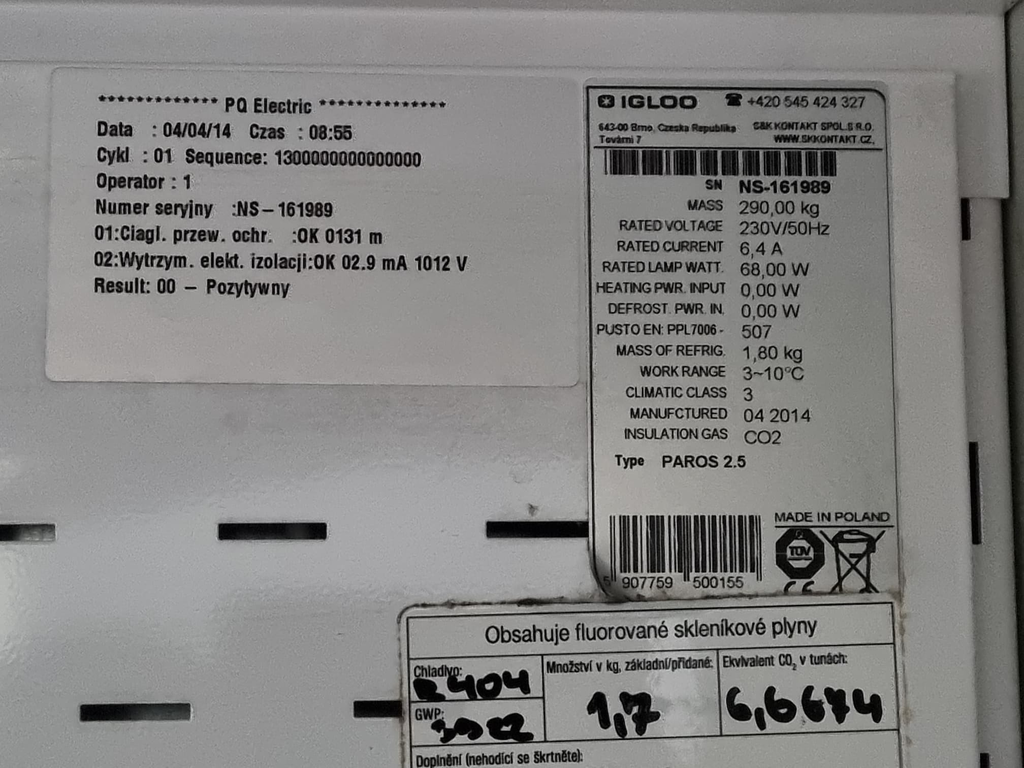 ************* PQ Electric **************
Data : 04/04/14 Czas : 08:55
Cykl : 01 Sequence: 1300000000000000
Operator : 1
Numer seryjny :NS-161989
01:Ciagl. przew. ochr. :OK 0131 m
02:Wytrzym. elekt. izolacji:OK 02.9 mA 1012 V
Result: 00 - Pozytywny
IGLOO ☎ +420 545 424 327
643-00 Brno, Czeska Republika S&K KONTAKT SPOL.S R.O.
Tovární 7 WWW.SKKONTAKT.CZ,
SN NS-161989
MASS 290,00 kg
RATED VOLTAGE 230V/50Hz
RATED CURRENT 6,4 A
RATED LAMP WATT. 68,00 W
HEATING PWR. INPUT 0,00 W
DEFROST. PWR. IN. 0,00 W
PUSTO EN: PPL7006 - 507
MASS OF REFRIG. 1,80 kg
WORK RANGE 3~10°C
CLIMATIC CLASS 3
MANUFCTURED 04 2014
INSULATION GAS CO2
Type PAROS 2.5
MADE IN POLAND
TÜV
CE
5 907759 500155
Obsahuje fluorované skleníkové plyny
Chladivo: R404
Množství v kg, základní/přidané: 1,7
Ekvivalent CO2 v tunách: 6,6674
GWP: 3922
Doplnění (nehodící se škrtněte):